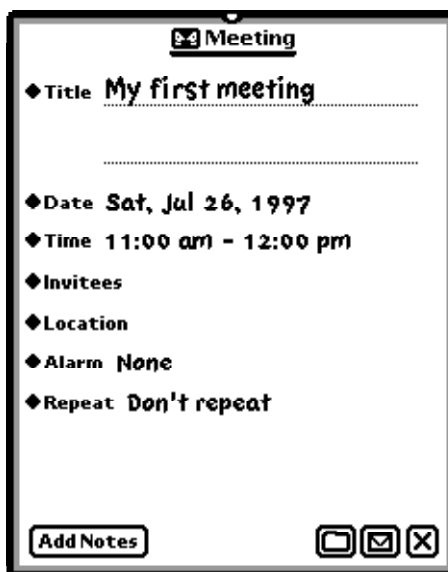 Meeting
Title My first meeting
Date Sat, Jul 26, 1997
Time 11:00 am - 12:00 pm
Invitees
Location
Alarm None
Repeat Don't repeat
Add Notes